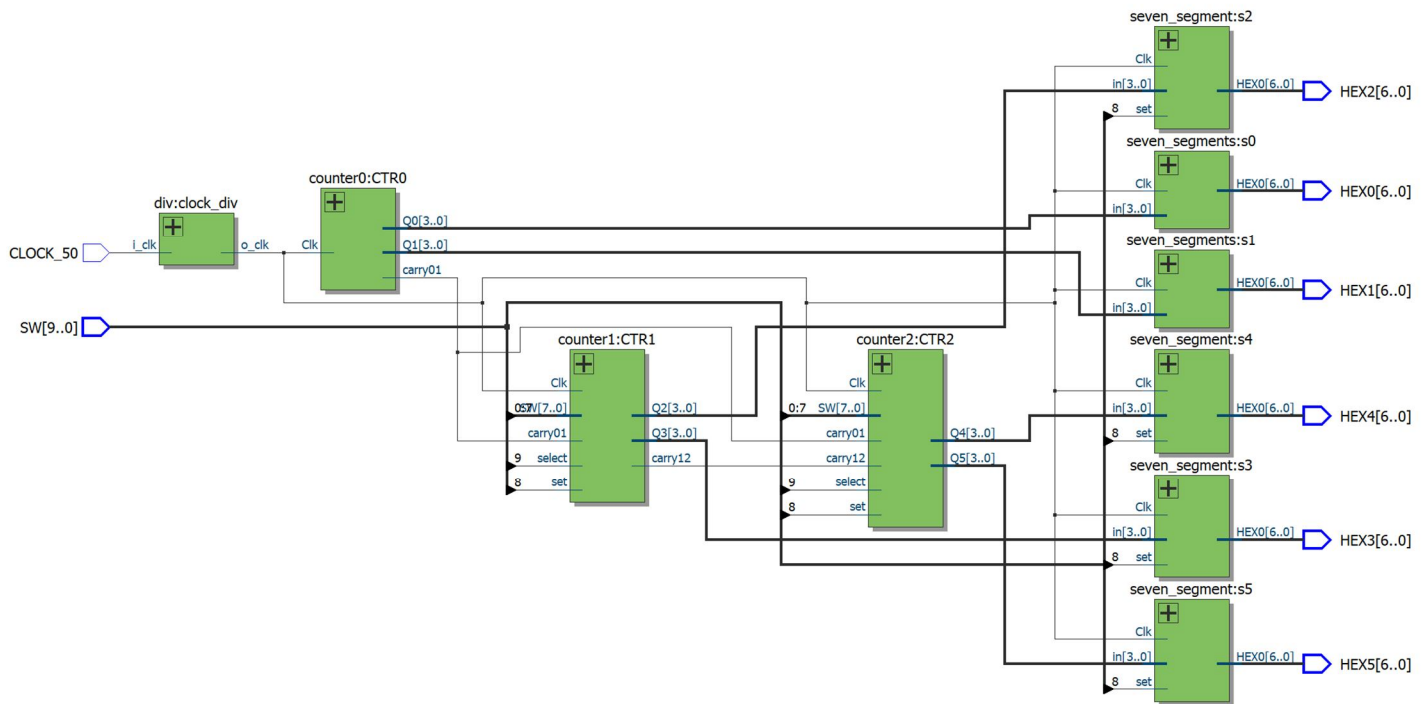 seven_segment:s2
Clk
in[3..0]
HEX0[6..0]
HEX2[6..0]
8
set
seven_segments:s0
Clk
in[3..0]
HEX0[6..0]
HEX0[6..0]
seven_segments:s1
Clk
in[3..0]
HEX0[6..0]
HEX1[6..0]
div:clock_div
CLOCK_50
i_clk
o_clk
counter0:CTR0
Clk
Q0[3..0]
Q1[3..0]
carry01
SW[9..0]
counter1:CTR1
Clk
0:7
SW[7..0]
carry01
9
select
8
set
Q2[3..0]
Q3[3..0]
carry12
counter2:CTR2
Clk
0:7
SW[7..0]
carry01
carry12
9
select
8
set
Q4[3..0]
Q5[3..0]
seven_segment:s4
Clk
in[3..0]
HEX0[6..0]
HEX4[6..0]
8
set
seven_segment:s3
Clk
in[3..0]
HEX0[6..0]
HEX3[6..0]
8
set
seven_segment:s5
Clk
in[3..0]
HEX0[6..0]
HEX5[6..0]
8
set